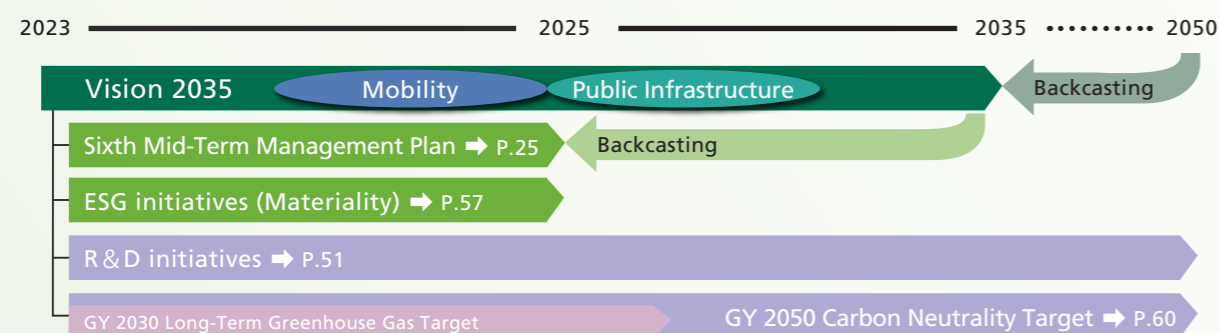 2023 2025 2035 2050
Vision 2035 Mobility Public Infrastructure Backcasting
Sixth Mid-Term Management Plan ➡ P.25 Backcasting
ESG initiatives (Materiality) ➡ P.57
R&D initiatives ➡ P.51
GY 2030 Long-Term Greenhouse Gas Target GY 2050 Carbon Neutrality Target ➡ P.60